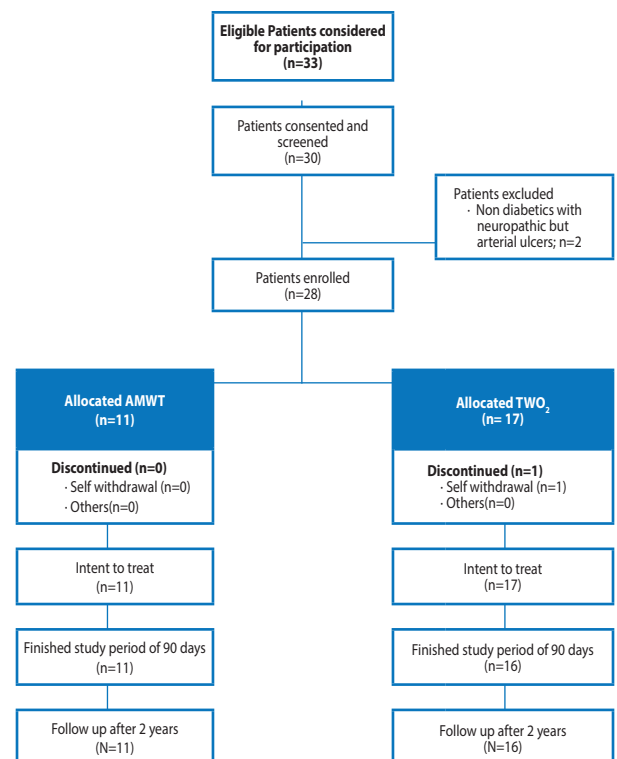 Eligible Patients considered
for participation
(n=33)
Patients consented and
screened
(n=30)
Patients excluded
· Non diabetics with
neuropathic but
arterial ulcers; n=2
Patients enrolled
(n=28)
Allocated AMWT
(n=11)
Discontinued (n=0)
· Self withdrawal (n=0)
· Others(n=0)
Intent to treat
(n=11)
Finished study period of 90 days
(n=11)
Follow up after 2 years
(N=11)
Allocated TWO₂
(n= 17)
Discontinued (n=1)
· Self withdrawal (n=1)
· Others(n=0)
Intent to treat
(n=17)
Finished study period of 90 days
(n=16)
Follow up after 2 years
(N=16)